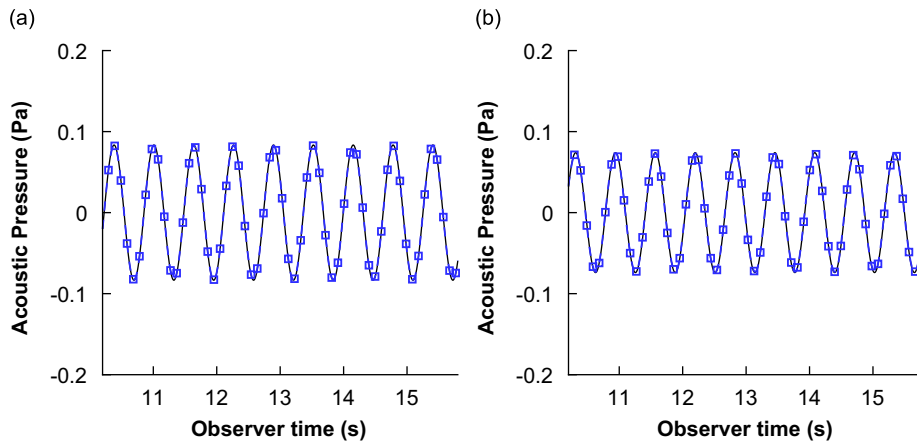 (a)
0.2
0.1
0
-0.1
-0.2
Acoustic Pressure (Pa)
11 12 13 14 15
Observer time (s)
(b)
0.2
0.1
0
-0.1
-0.2
Acoustic Pressure (Pa)
11 12 13 14 15
Observer time (s)